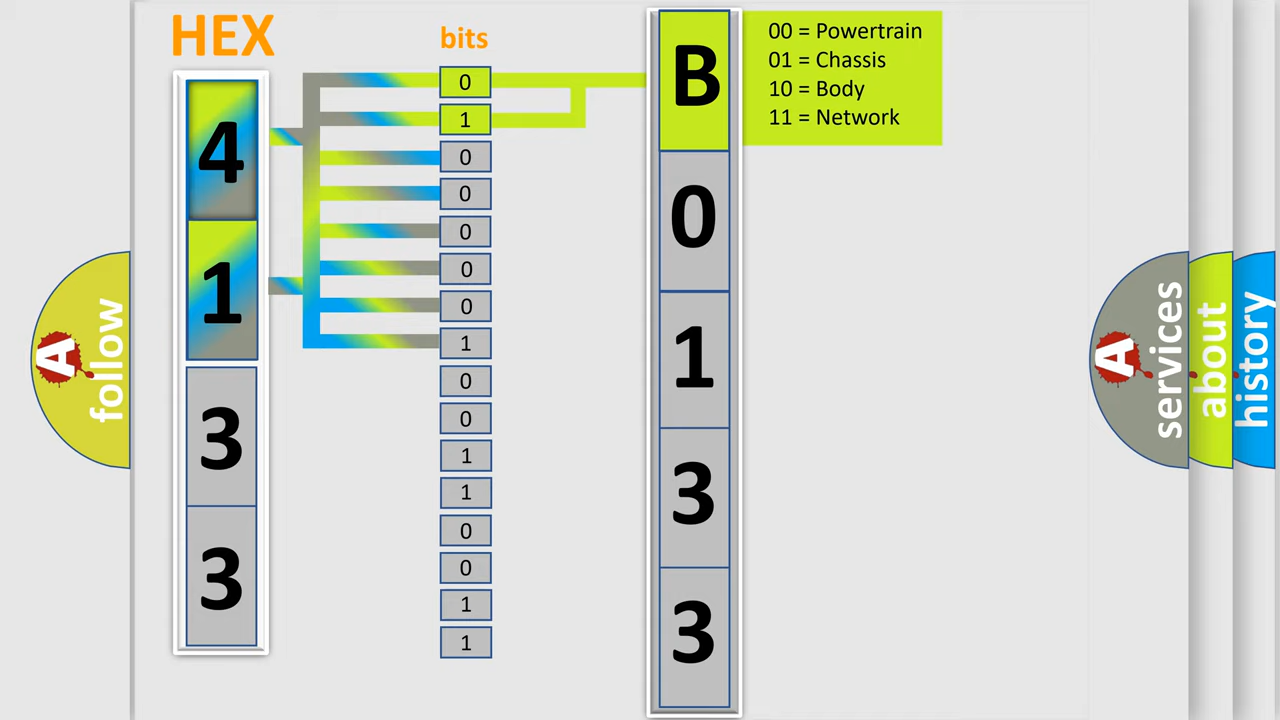 HEX
4
1
3
3
bits
0
1
0
0
0
0
0
1
0
0
1
1
0
0
1
1
B
0
1
3
3
00 = Powertrain
01 = Chassis
10 = Body
11 = Network
A
follow
A
services
about
history